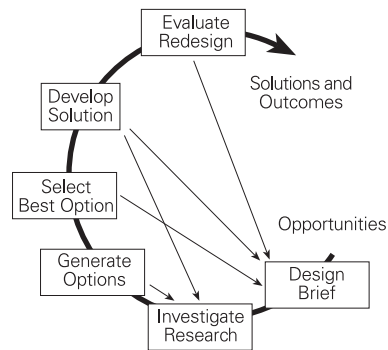 Evaluate
Redesign
Solutions and
Outcomes
Develop
Solution
Select
Best Option
Opportunities
Generate
Options
Design
Brief
Investigate
Research